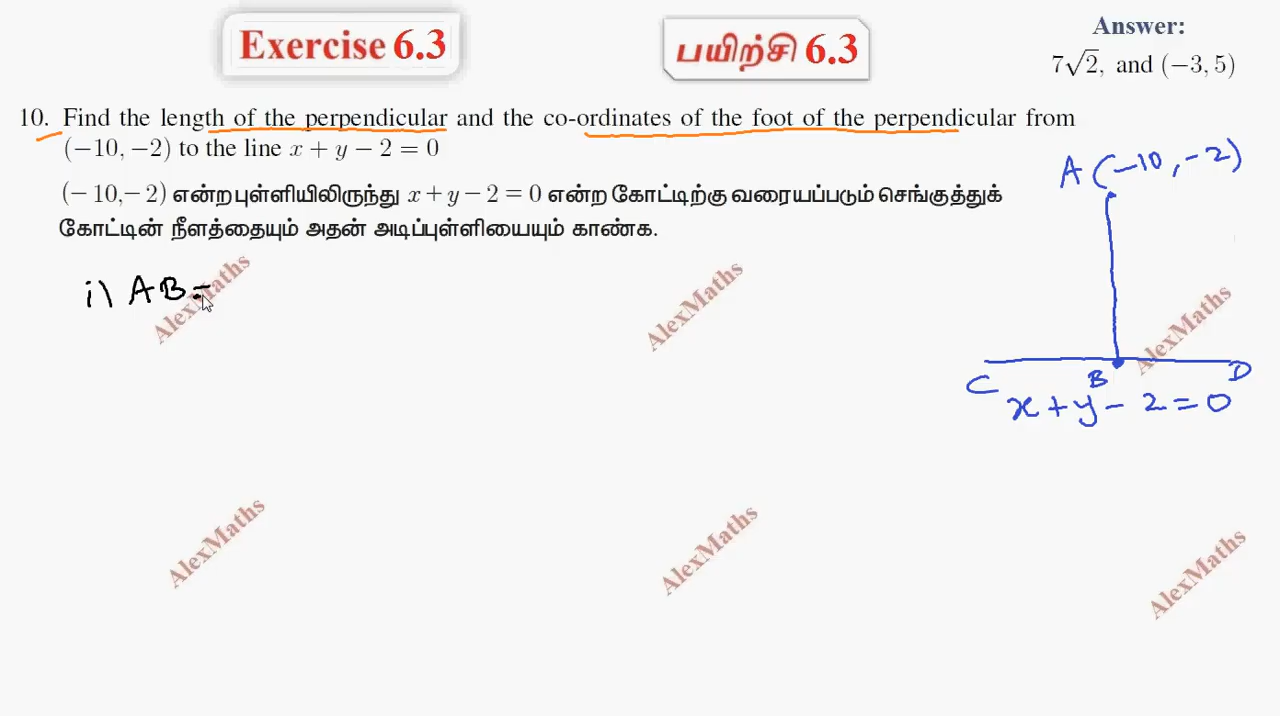 Exercise 6.3
பயிற்சி 6.3
Answer:
7√2, and (−3, 5)
10. Find the length of the perpendicular and the co-ordinates of the foot of the perpendicular from
(−10, −2) to the line x + y − 2 = 0
(− 10,− 2) என்ற புள்ளியிலிருந்து x + y − 2 = 0 என்ற கோட்டிற்கு வரையப்படும் செங்குத்துக்
கோட்டின் நீளத்தையும் அதன் அடிப்புள்ளியையும் காண்க.
A (−10, −2)
i) AB =
C B D
x + y − 2 = 0
AlexMaths
AlexMaths
AlexMaths
AlexMaths
AlexMaths
AlexMaths